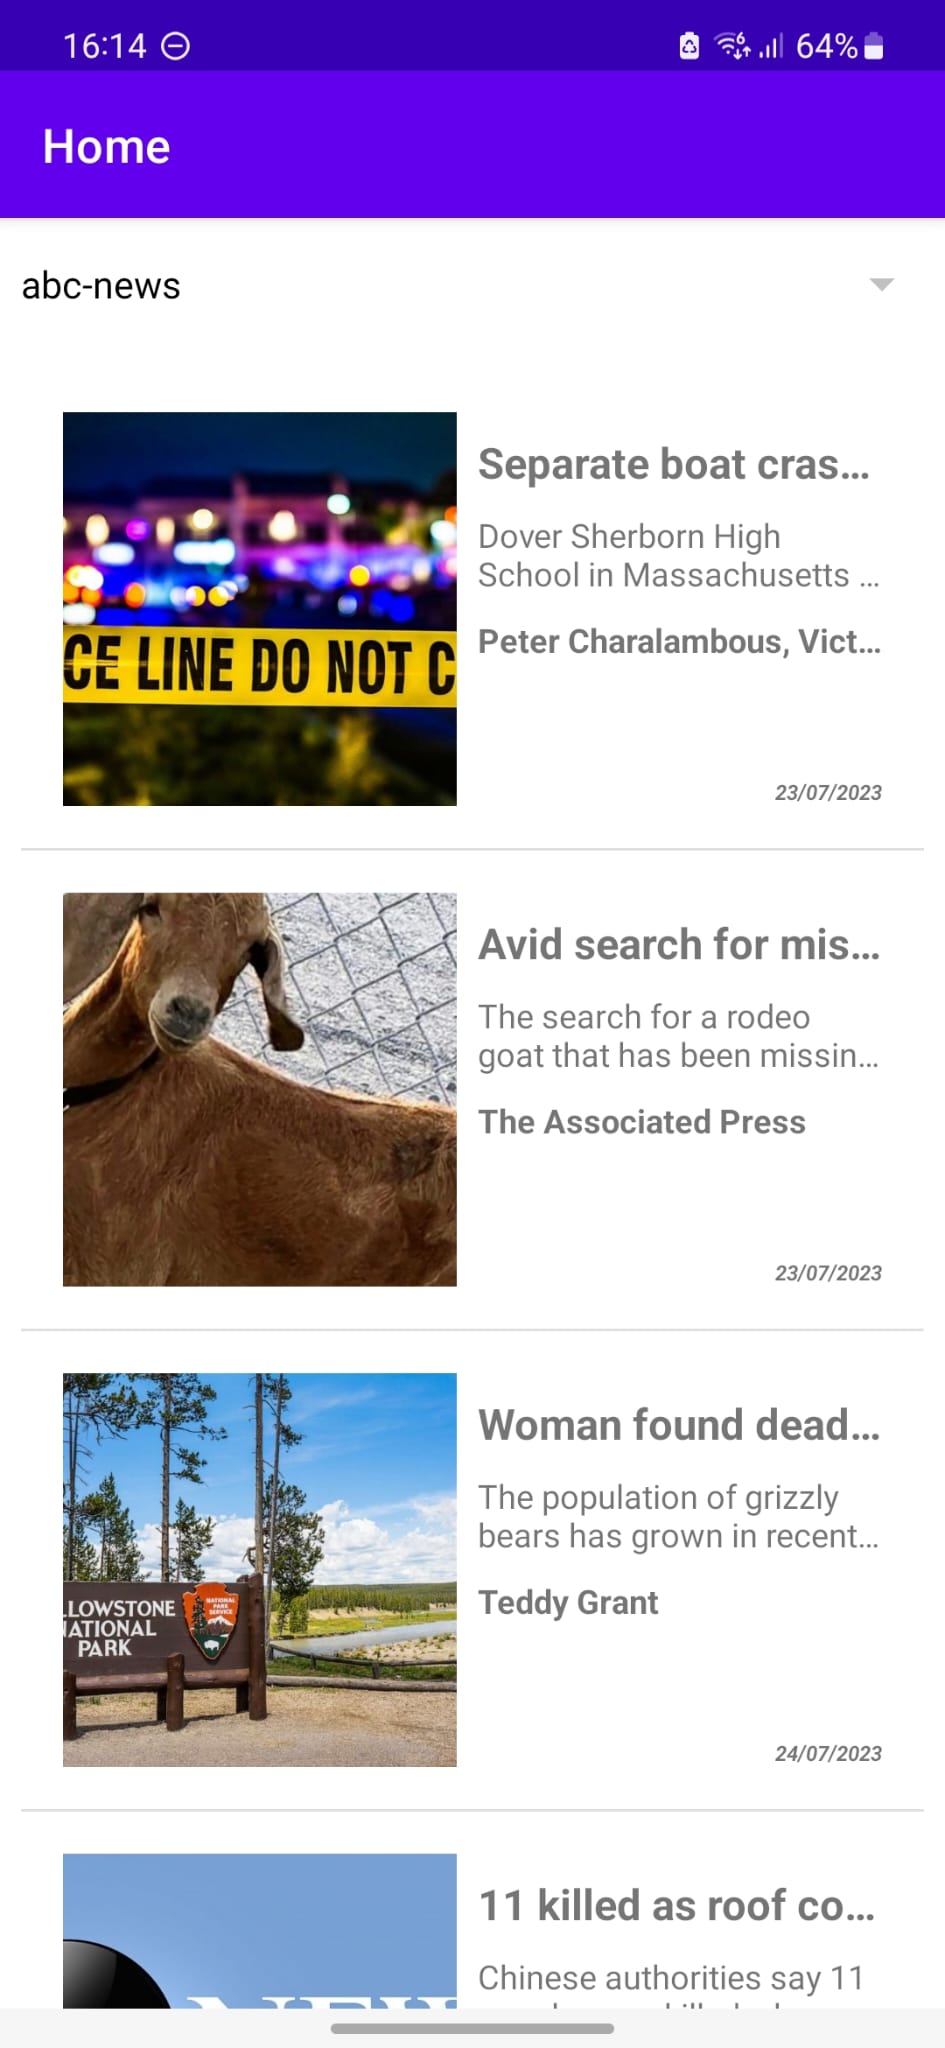 16:14
6
64%
Home
abc-news
Separate boat cras...
Dover Sherborn High
School in Massachusetts ...
Peter Charalambous, Vict...
CE LINE DO NOT C
23/07/2023
Avid search for mis...
The search for a rodeo
goat that has been missin...
The Associated Press
23/07/2023
Woman found dead...
The population of grizzly
bears has grown in recent...
Teddy Grant
LLOWSTONE
NATIONAL
PARK
NATIONAL
PARK
SERVICE
24/07/2023
11 killed as roof co...
Chinese authorities say 11